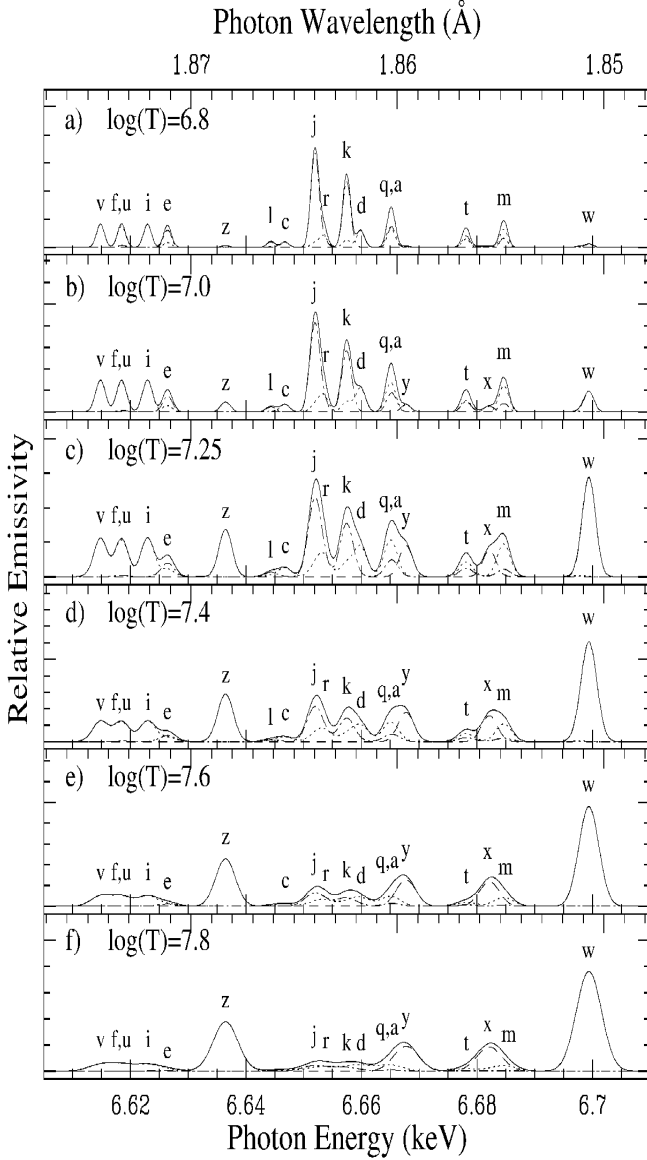 Photon Wavelength (Å)
1.87 1.86 1.85
a) log(T)=6.8
j
k
r
d
q,a
v f,u i e
z
l c
t m
w
b) log(T)=7.0
j
k
r
d
q,a
y
v f,u i e
z
l c
t x m
w
c) log(T)=7.25
j
k
r
d
q,a
y
v f,u i e
z
l c
t x m
w
d) log(T)=7.4
j r k d
q,a y
v f,u i e
z
l c
t x m
w
e) log(T)=7.6
j r k d
q,a y
v f,u i e
z
c
t x m
w
f) log(T)=7.8
j r k d
q,a y
v f,u i e
z
t x m
w
Relative Emissivity
6.62 6.64 6.66 6.68 6.7
Photon Energy (keV)